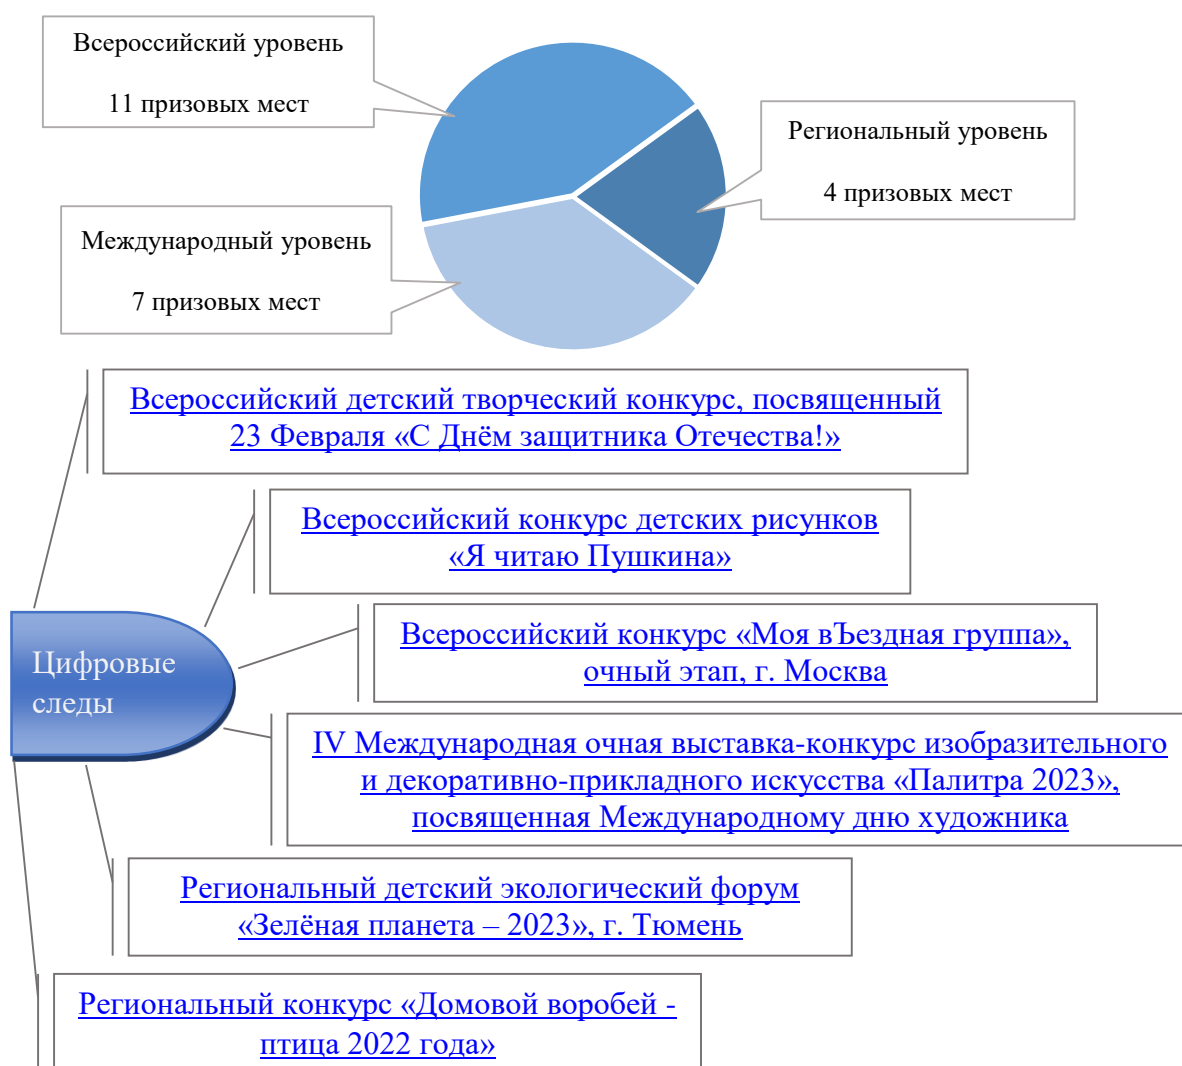 Всероссийский уровень
11 призовых мест
Региональный уровень
4 призовых мест
Международный уровень
7 призовых мест
Всероссийский детский творческий конкурс, посвященный
23 Февраля «С Днём защитника Отечества!»
Всероссийский конкурс детских рисунков
«Я читаю Пушкина»
Всероссийский конкурс «Моя вЪездная группа»,
очный этап, г. Москва
Цифровые
следы
IV Международная очная выставка-конкурс изобразительного
и декоративно-прикладного искусства «Палитра 2023»,
посвященная Международному дню художника
Региональный детский экологический форум
«Зелёная планета – 2023», г. Тюмень
Региональный конкурс «Домовой воробей -
птица 2022 года»